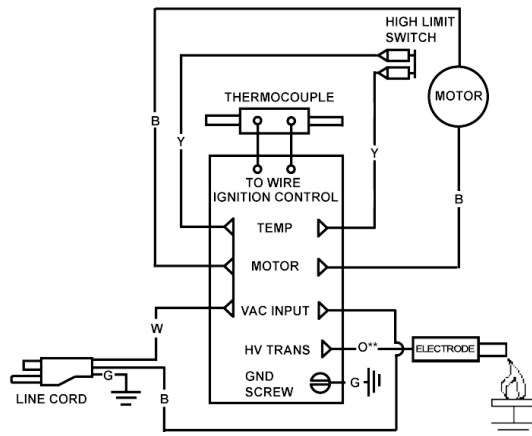 HIGH LIMIT
SWITCH
THERMOCOUPLE
MOTOR
B
Y
Y
B
TO WIRE
IGNITION CONTROL
TEMP
MOTOR
VAC INPUT
W
HV TRANS
O**
ELECTRODE
G
GND
SCREW
G
LINE CORD
B